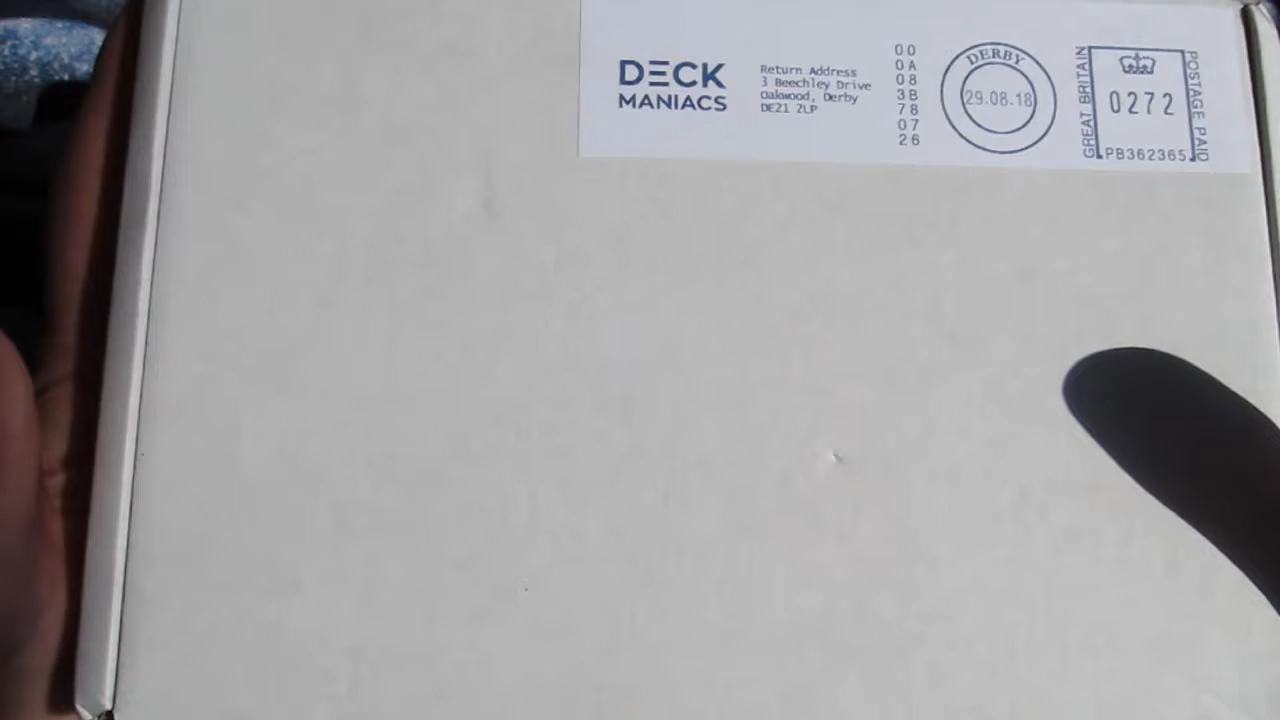 DECK
MANIACS
Return Address
3 Beechley Drive
Oakwood, Derby
DE21 2LP
00
0A
08
3B
78
07
26
DERBY
29.08.18
GREAT BRITAIN
0272
PB362365
POSTAGE PAID